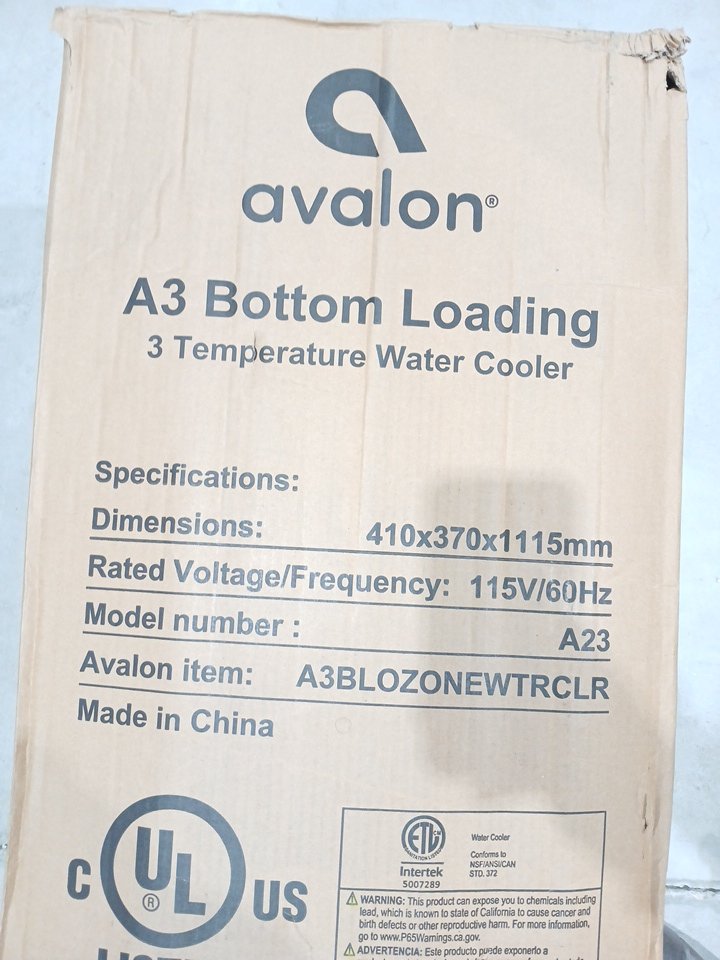 avalon®
A3 Bottom Loading
3 Temperature Water Cooler
Specifications:
Dimensions: 410x370x1115mm
Rated Voltage/Frequency: 115V/60Hz
Model number : A23
Avalon item: A3BLOZONEWTRCLR
Made in China
C UL ® US
ETL CM
Intertek
5007289
Water Cooler
Conforms to
NSF/ANSI/CAN
STD. 372
⚠ WARNING: This product can expose you to chemicals including
lead, which is known to state of California to cause cancer and
birth defects or other reproductive harm. For more information,
go to www.P65Warnings.ca.gov.
⚠ ADVERTENCIA: Este producto puede exponerlo a